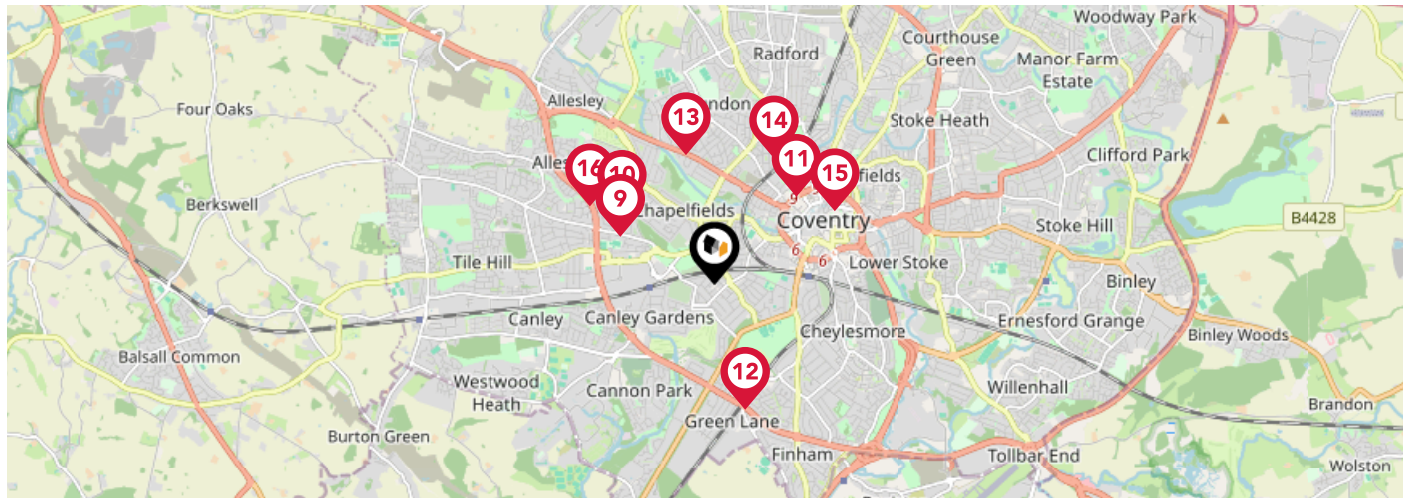 Woodway Park
Courthouse
Green
Radford
Manor Farm
Estate
Four Oaks
Allesley
13
14
Stoke Heath
11
Clifford Park
16
10
15
9
Berkswell
Chapelfields
9
Coventry
B4428
Stoke Hill
6
6
Tile Hill
Lower Stoke
Binley
Canley
Canley Gardens
Cheylesmore
Ernesford Grange
Binley Woods
Balsall Common
12
Westwood
Heath
Cannon Park
Willenhall
Brandon
Green Lane
Burton Green
Finham
Tollbar End
Wolston